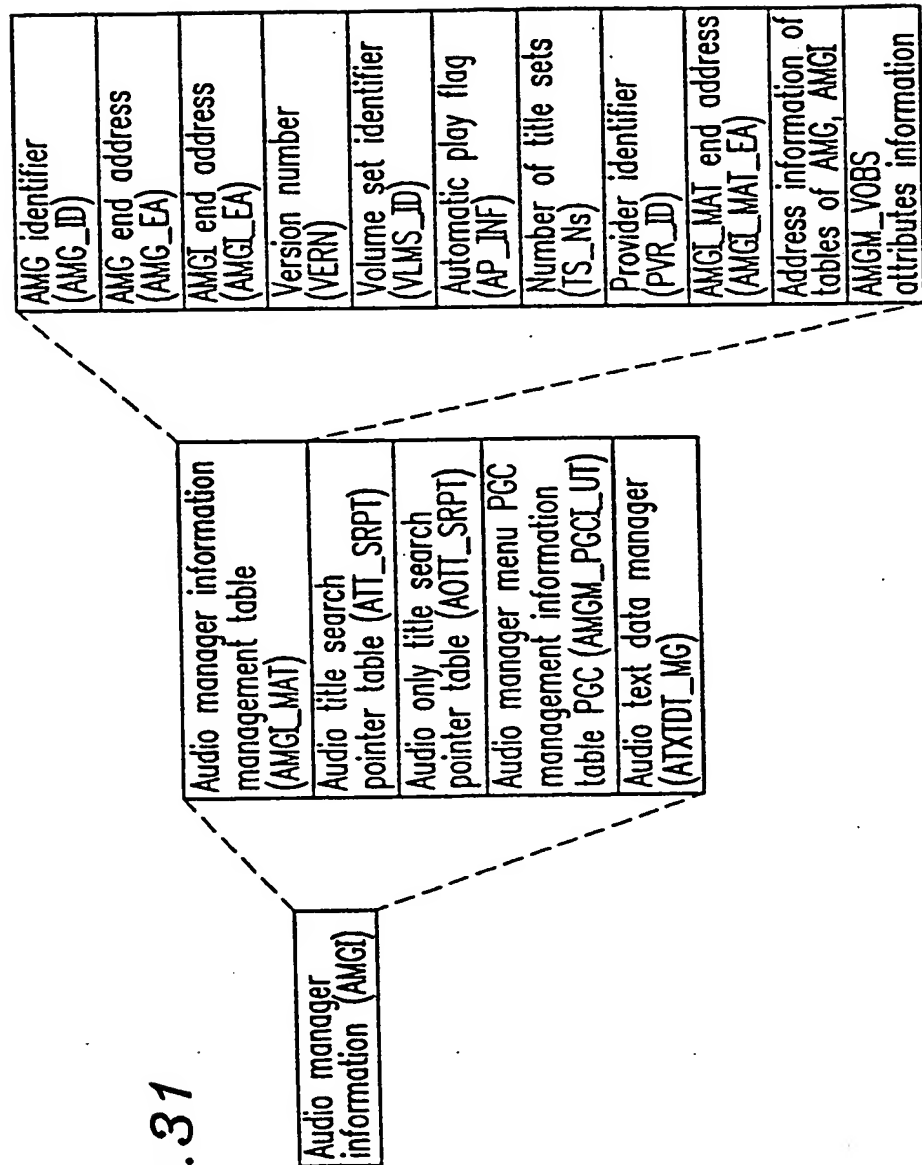 .31
Audio manager
information (AMGI)
Audio manager information
management table
(AMGI_MAT)
Audio title search
pointer table (ATT_SRPT)
Audio only title search
pointer table (AOTT_SRPT)
Audio manager menu PGC
management information
table PGC (AMGM_PGCI_UT)
Audio text data manager
(ATXTDT_MG)
AMG identifier
(AMG_ID)
AMG end address
(AMG_EA)
AMGI end address
(AMGI_EA)
Version number
(VERN)
Volume set identifier
(VLMS_ID)
Automatic play flag
(AP_INF)
Number of title sets
(TS_Ns)
Provider identifier
(PVR_ID)
AMGI_MAT end address
(AMGI_MAT_EA)
Address information of
tables of AMG, AMGI
AMGM_VOBS
attributes information